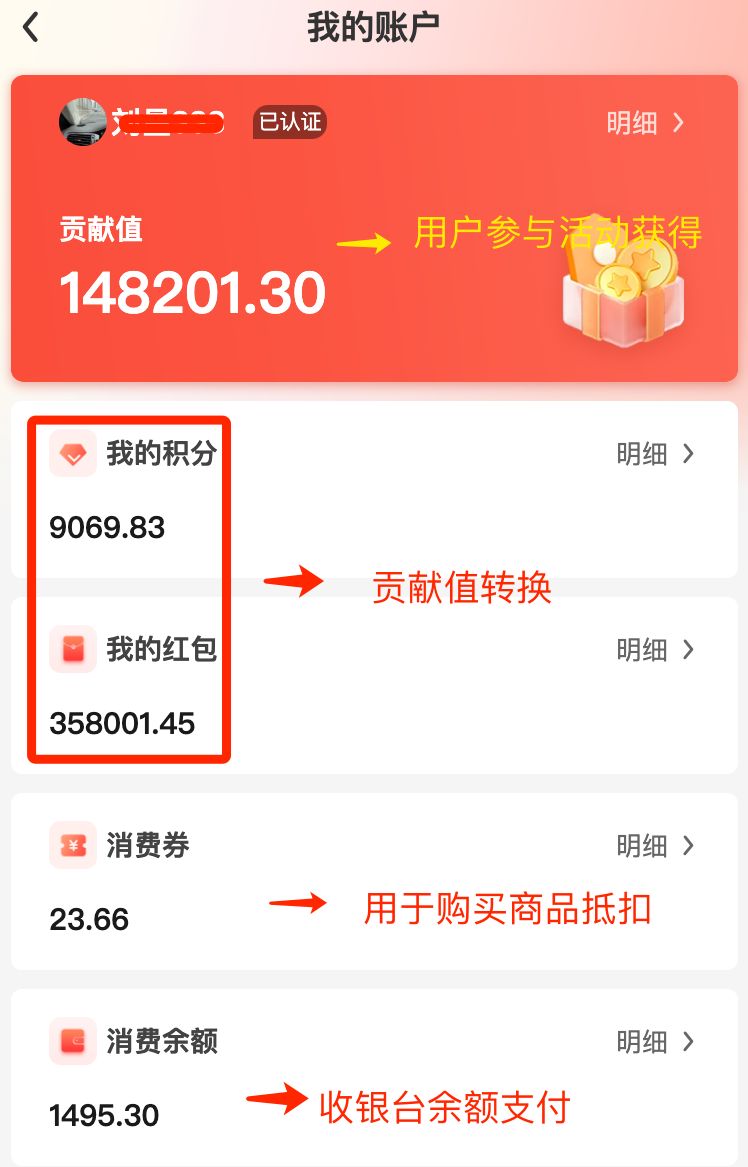 我的账户
已认证
明细
贡献值
用户参与活动获得
148201.30
我的积分
明细
9069.83
贡献值转换
我的红包
明细
358001.45
消费券
明细
23.66
用于购买商品抵扣
消费余额
明细
1495.30
收银台余额支付